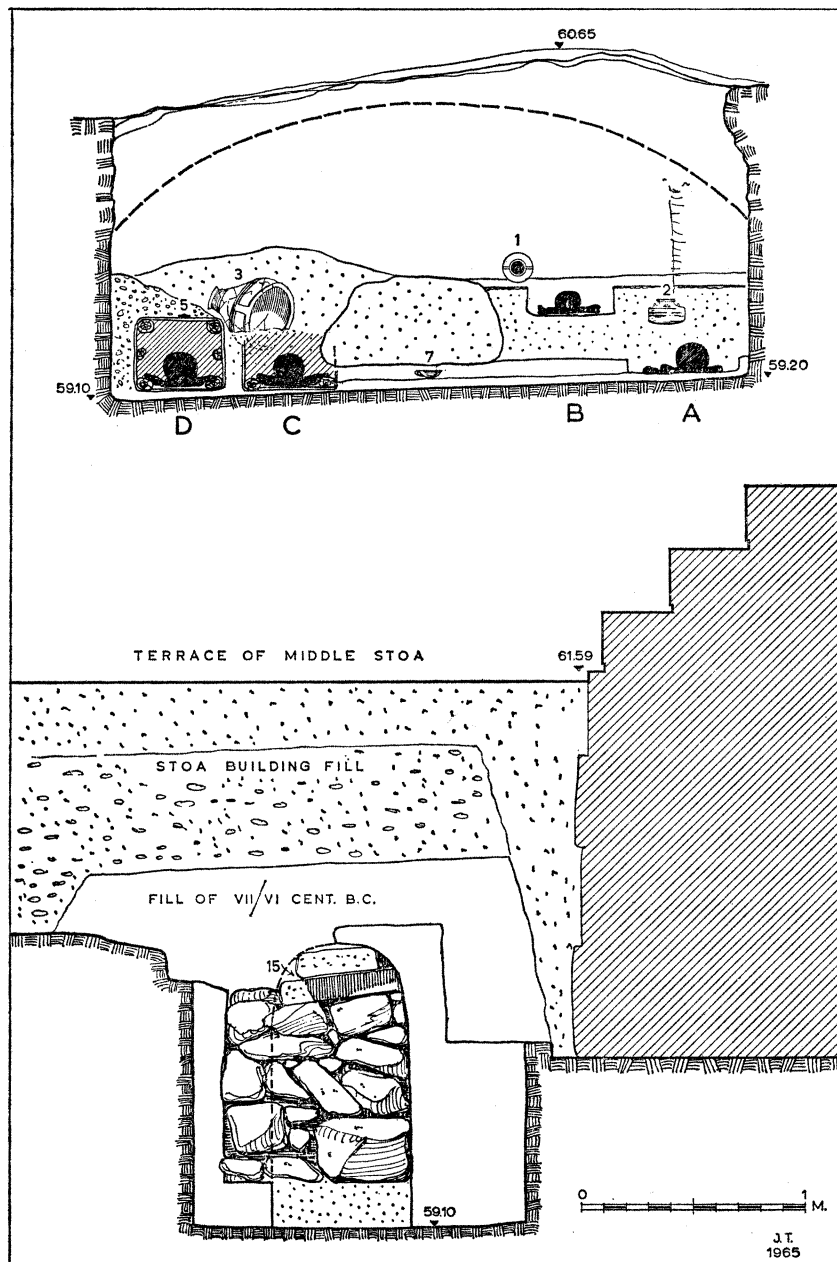 60.65
1
3
2
5
7
59.10
59.20
D C B A
TERRACE OF MIDDLE STOA
61.59
STOA BUILDING FILL
FILL OF VII/VI CENT. B.C.
15
59.10
0 1 M.
J.T.
1965